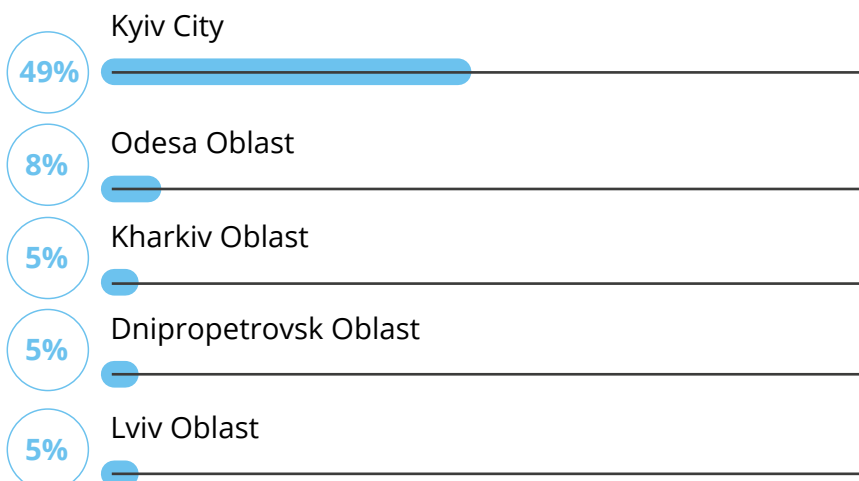 Kyiv City
49%
Odesa Oblast
8%
Kharkiv Oblast
5%
Dnipropetrovsk Oblast
5%
Lviv Oblast
5%